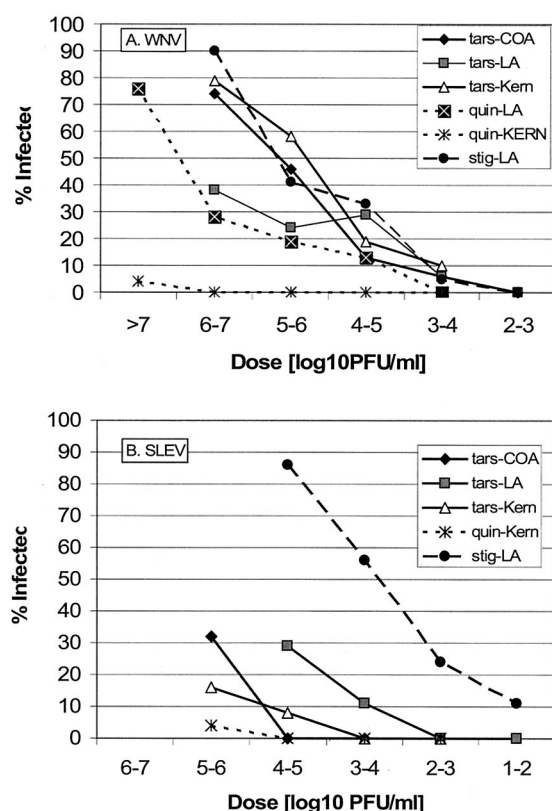 100
90
80
70
60
50
40
30
20
10
0
% Infected
A. WNV
tars-COA
tars-LA
tars-Kern
quin-LA
quin-KERN
stig-LA
>7 6-7 5-6 4-5 3-4 2-3
Dose [log10PFU/ml]
100
90
80
70
60
50
40
30
20
10
0
% Infected
B. SLEV
tars-COA
tars-LA
tars-Kern
quin-Kern
stig-LA
6-7 5-6 4-5 3-4 2-3 1-2
Dose [log10 PFU/ml]